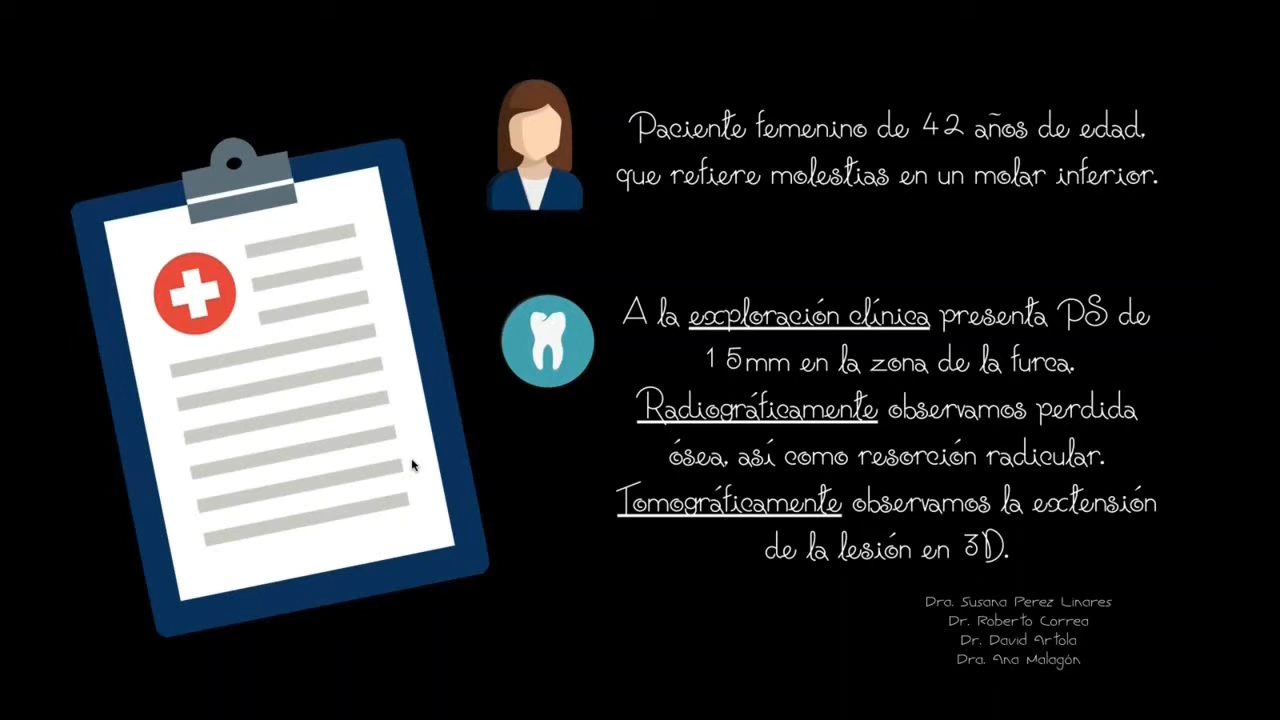 Paciente femenino de 42 años de edad,
que refiere molestias en un molar inferior.
A la exploración clínica presenta PS de
15mm en la zona de la furca.
Radiográficamente observamos perdida
ósea, así como resorción radicular.
Tomográficamente observamos la extensión
de la lesión en 3D.
Dra. Susana Perez Linares
Dr. Roberto Correa
Dr. David Artola
Dra. Ana Malagón